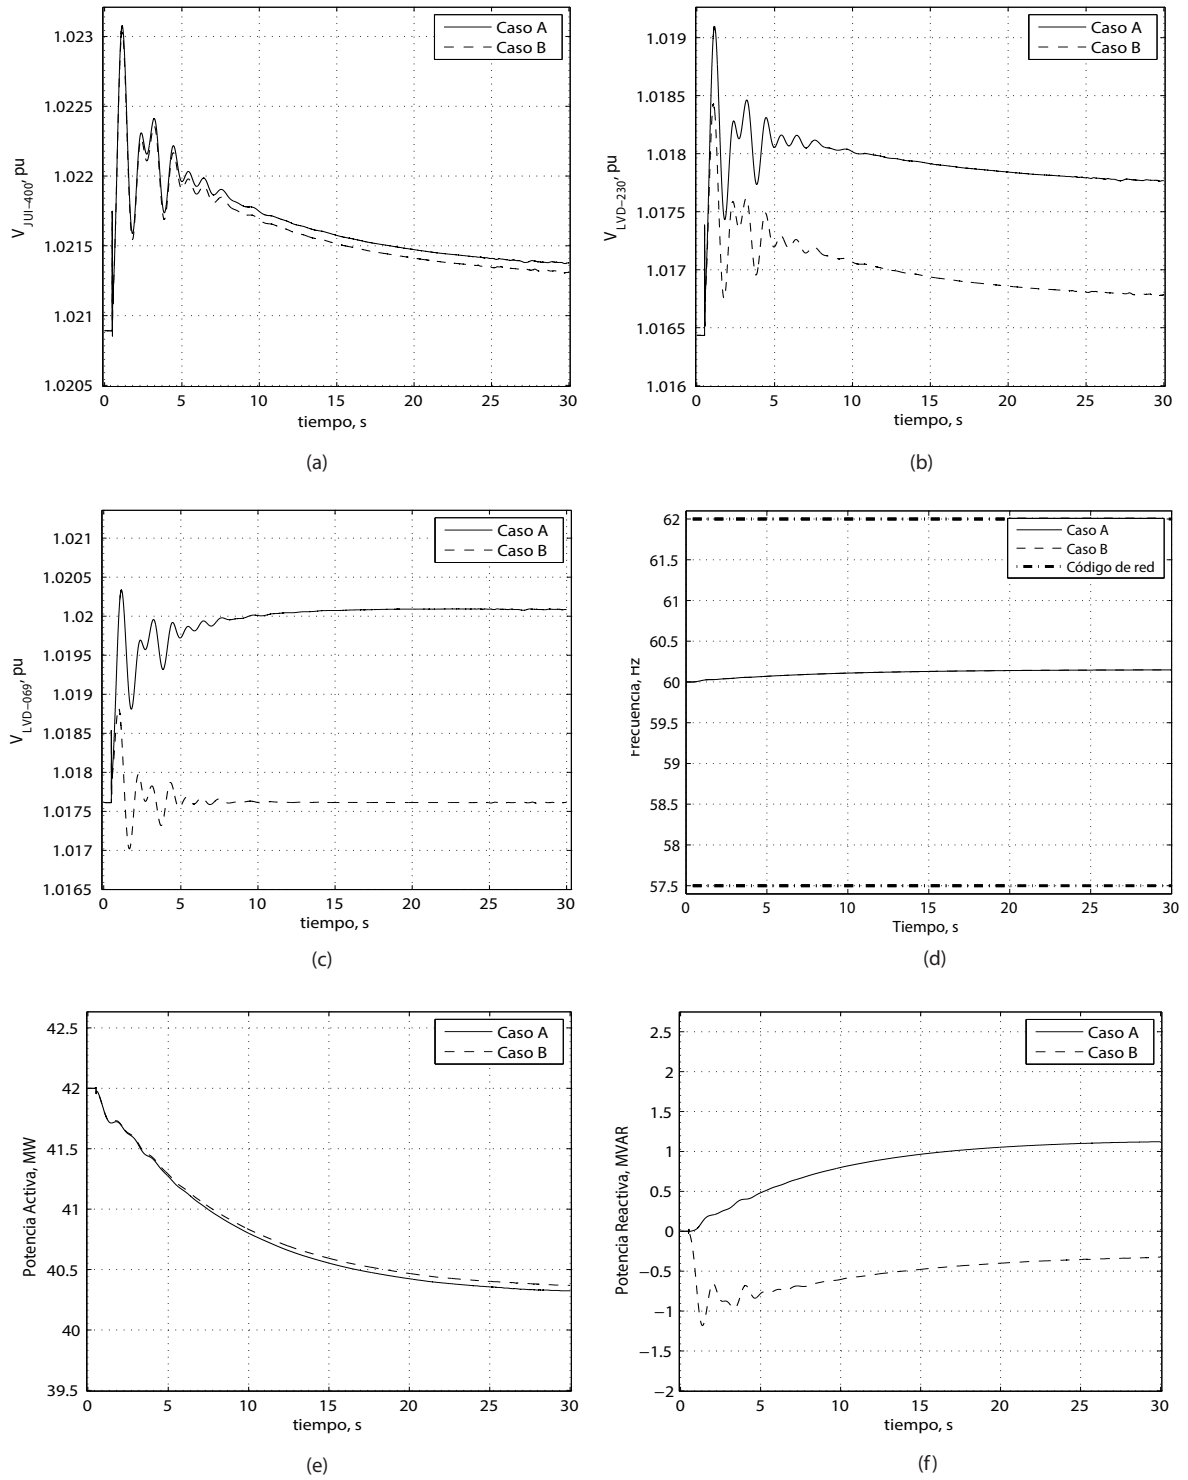 Caso A
Caso B
1.023
1.0225
1.022
1.0215
1.021
1.0205
V JUI−400, pu
0 5 10 15 20 25 30
tiempo, s
(a)
Caso A
Caso B
1.019
1.0185
1.018
1.0175
1.017
1.0165
1.016
V LVD−230, pu
0 5 10 15 20 25 30
tiempo, s
(b)
Caso A
Caso B
1.021
1.0205
1.02
1.0195
1.019
1.0185
1.018
1.0175
1.017
1.0165
V LVD−069, pu
0 5 10 15 20 25 30
tiempo, s
(c)
Caso A
Caso B
Código de red
62
61.5
61
60.5
60
59.5
59
58.5
58
57.5
Frecuencia, Hz
0 5 10 15 20 25 30
Tiempo, s
(d)
Caso A
Caso B
42.5
42
41.5
41
40.5
40
39.5
Potencia Activa, MW
0 5 10 15 20 25 30
tiempo, s
(e)
Caso A
Caso B
2.5
2
1.5
1
0.5
0
−0.5
−1
−1.5
−2
Potencia Reactiva, MVAR
0 5 10 15 20 25 30
tiempo, s
(f)